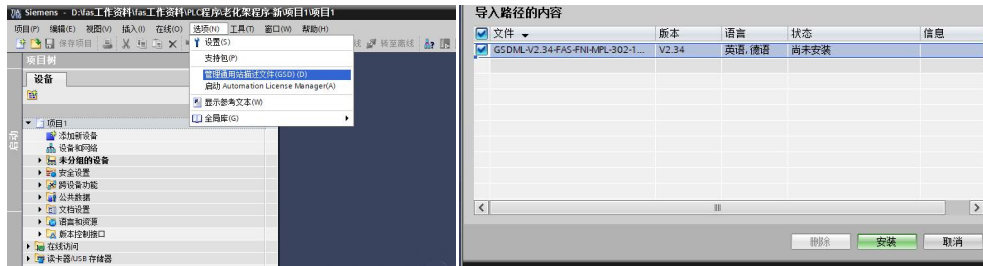 Siemens - D:\fas工作资料\fas工作资料\PLC程序\老化架程序-新\项目1\项目1
项目(P) 编辑(E) 视图(V) 插入(I) 在线(O) 选项(N) 工具(T) 窗口(W) 帮助(H)
保存项目
转至离线
设置(S)
支持包(P)
管理通用站描述文件(GSD)(D)
启动 Automation License Manager(A)
显示参考文本(W)
全局库(G)
项目树
设备
启动
项目1
添加新设备
设备和网络
未分组的设备
安全设置
跨设备功能
公共数据
文档设置
语言和资源
版本控制接口
在线访问
读卡器/USB 存储器
导入路径的内容
文件 版本 语言 状态 信息
GSDML-V2.34-FAS-FNI-MPL-302-1... V2.34 英语, 德语 尚未安装
删除 安装 取消